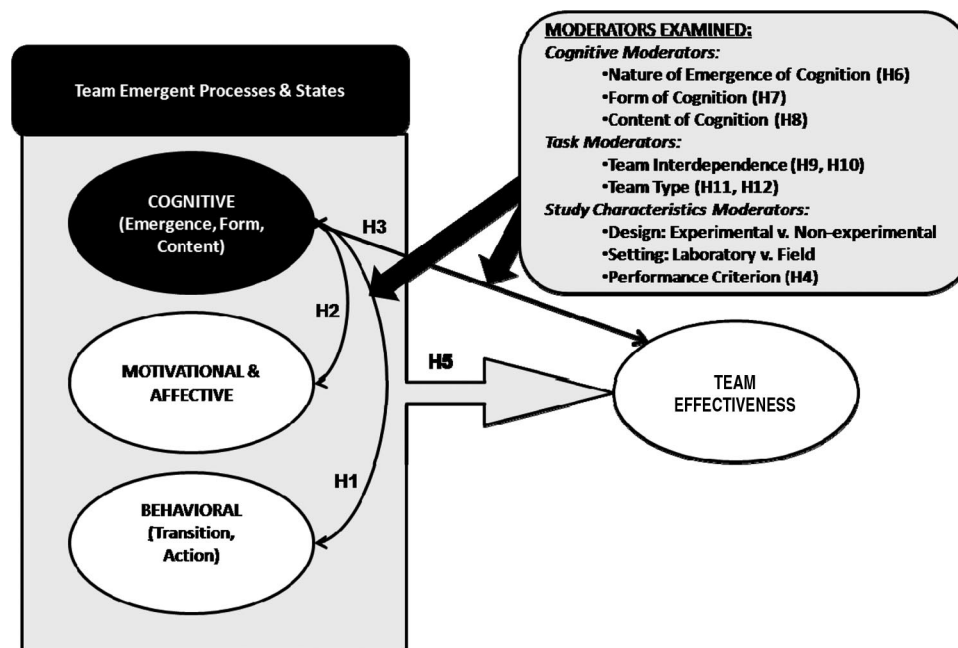 MODERATORS EXAMINED:
Cognitive Moderators:
•Nature of Emergence of Cognition (H6)
•Form of Cognition (H7)
•Content of Cognition (H8)
Task Moderators:
•Team Interdependence (H9, H10)
•Team Type (H11, H12)
Study Characteristics Moderators:
•Design: Experimental v. Non-experimental
•Setting: Laboratory v. Field
•Performance Criterion (H4)
Team Emergent Processes & States
COGNITIVE
(Emergence, Form,
Content)
H3
H2
MOTIVATIONAL &
AFFECTIVE
H5
TEAM
EFFECTIVENESS
H1
BEHAVIORAL
(Transition,
Action)